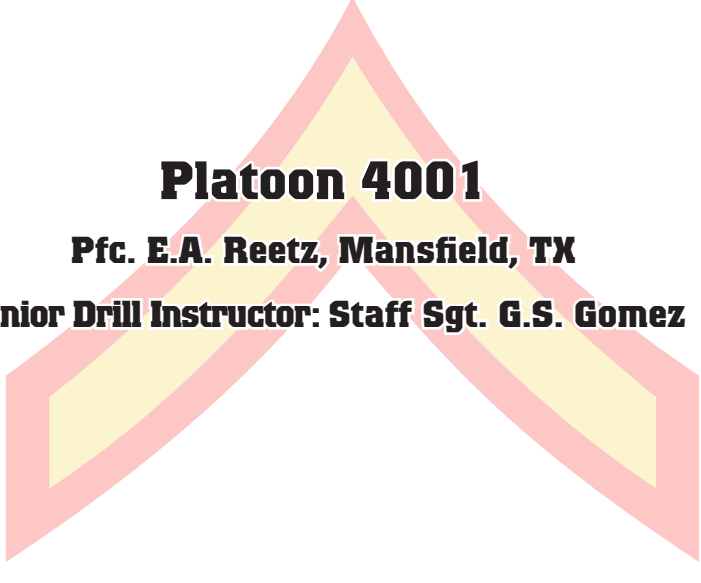 Platoon 4001
Pfc. E.A. Reetz, Mansfield, TX
nior Drill Instructor: Staff Sgt. G.S. Gomez